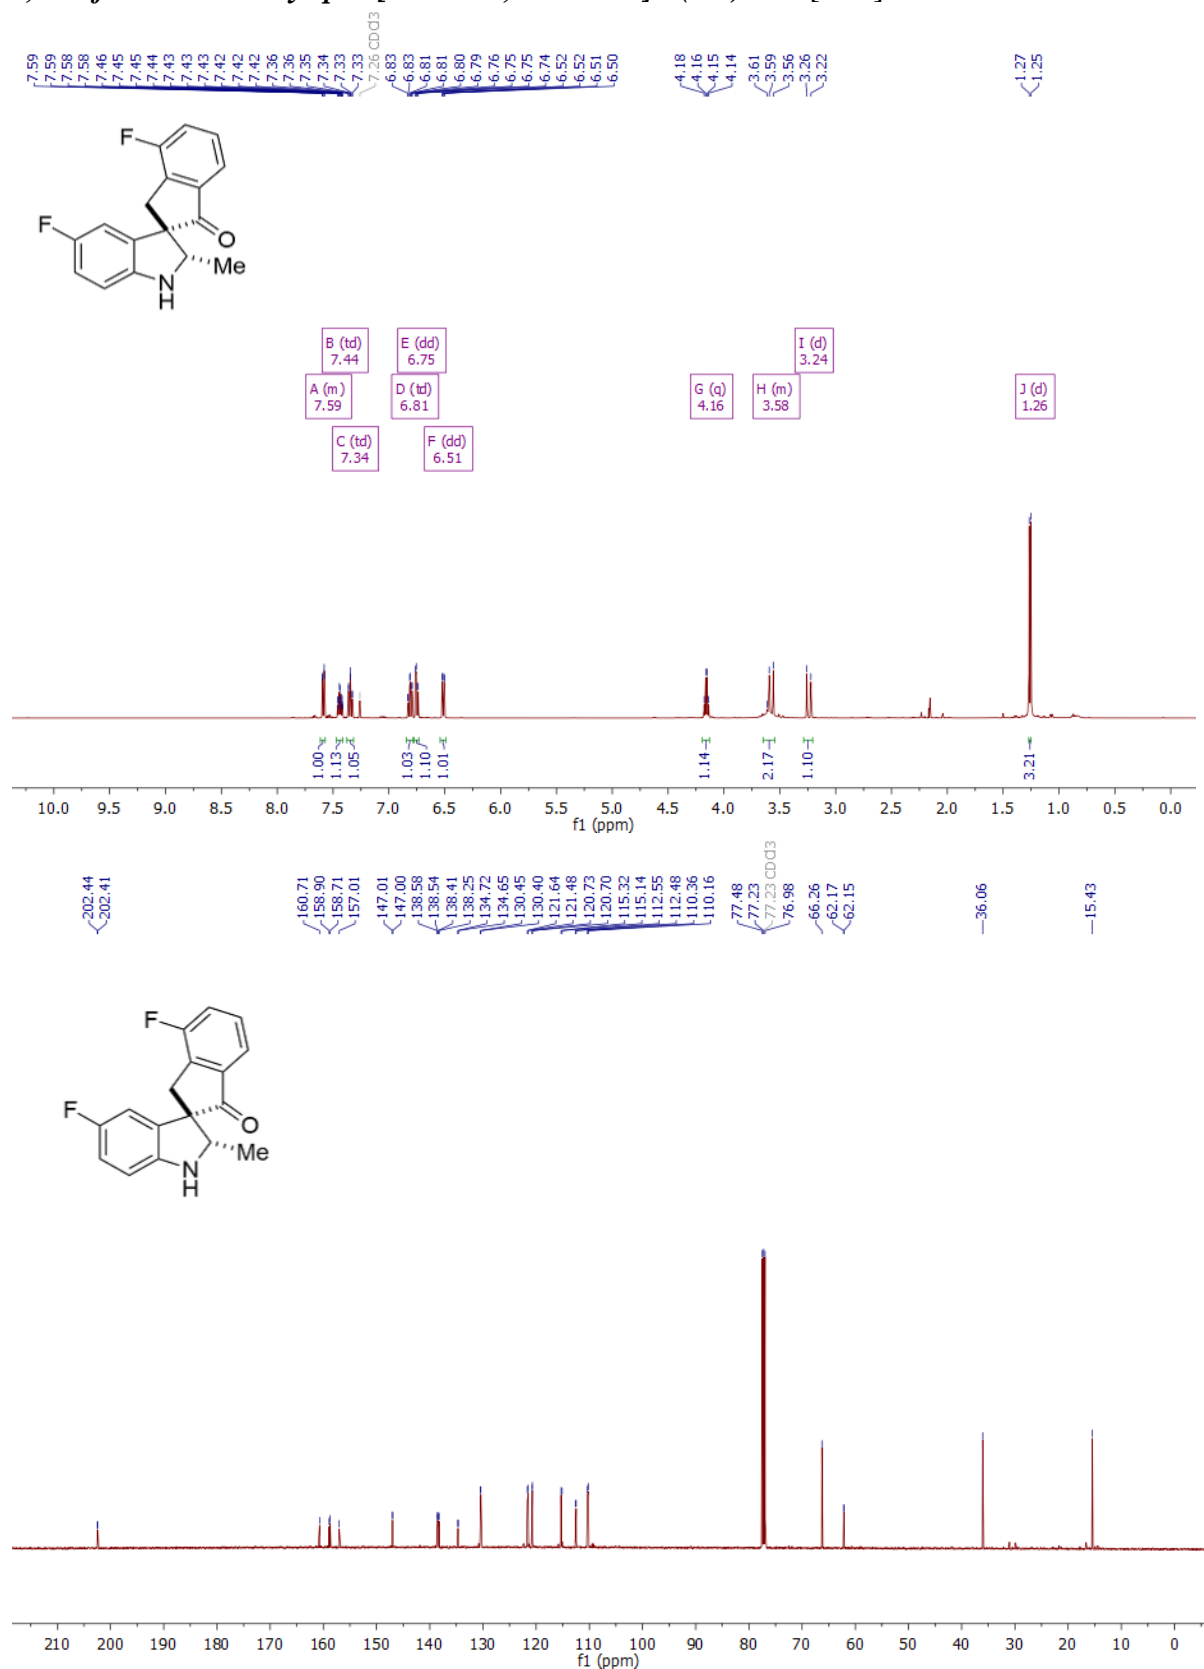 7.59 7.59 7.58 7.58 7.46 7.45 7.45 7.44 7.43 7.43 7.43 7.42 7.42 7.42 7.36 7.36 7.35 7.34 7.33 7.33 7.26 CDCl3 6.83 6.83 6.81 6.81 6.80 6.79 6.76 6.75 6.75 6.74 6.52 6.52 6.51 6.50 4.18 4.16 4.15 4.14 3.61 3.59 3.56 3.26 3.22 1.27 1.25
F
F
O
N
H
Me
B (td) E (dd) I (d)
7.44 6.75 3.24
A (m) D (td) G (q) H (m) J (d)
7.59 6.81 4.16 3.58 1.26
C (td) F (dd)
7.34 6.51
1.00 1.13 1.05 1.03 1.10 1.01 1.14 2.17 1.10 3.21
10.0 9.5 9.0 8.5 8.0 7.5 7.0 6.5 6.0 5.5 5.0 4.5 4.0 3.5 3.0 2.5 2.0 1.5 1.0 0.5 0.0
f1 (ppm)
202.44 202.41 160.71 158.90 158.71 157.01 147.01 147.00 138.58 138.54 138.41 138.25 134.72 134.65 130.45 130.40 121.64 121.48 120.73 120.70 115.32 115.14 112.55 112.48 110.36 110.16 77.48 77.23 77.23 CDCl3 76.98 66.26 62.17 62.15 36.06 15.43
F
F
O
N
H
Me
210 200 190 180 170 160 150 140 130 120 110 100 90 80 70 60 50 40 30 20 10 0
f1 (ppm)